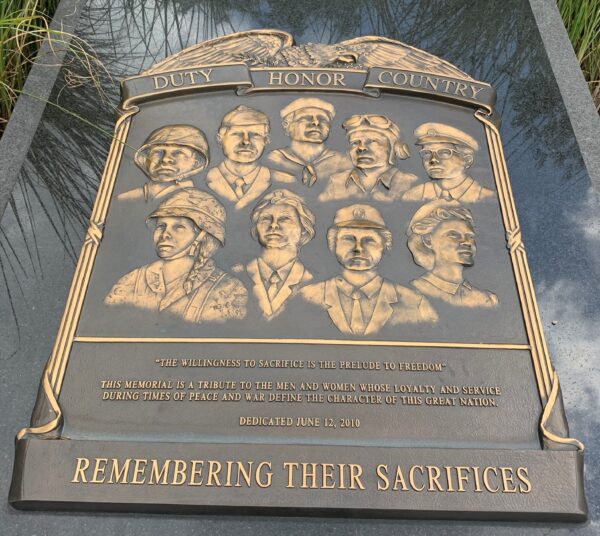 DUTY HONOR COUNTRY
"THE WILLINGNESS TO SACRIFICE IS THE PRELUDE TO FREEDOM"
THIS MEMORIAL IS A TRIBUTE TO THE MEN AND WOMEN WHOSE LOYALTY AND SERVICE
DURING TIMES OF PEACE AND WAR DEFINE THE CHARACTER OF THIS GREAT NATION.
DEDICATED JUNE 12, 2010
REMEMBERING THEIR SACRIFICES